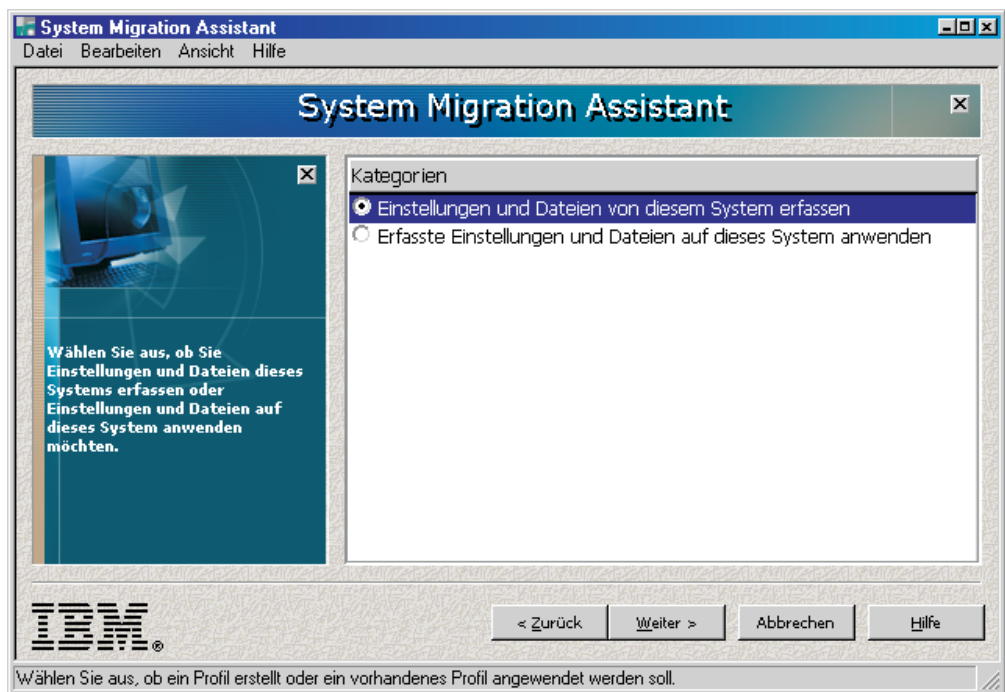 System Migration Assistant
Datei Bearbeiten Ansicht Hilfe
System Migration Assistant
Wählen Sie aus, ob Sie
Einstellungen und Dateien dieses
Systems erfassen oder
Einstellungen und Dateien auf
dieses System anwenden
möchten.
Kategorien
Einstellungen und Dateien von diesem System erfassen
Erfasste Einstellungen und Dateien auf dieses System anwenden
IBM®
< Zurück Weiter > Abbrechen Hilfe
Wählen Sie aus, ob ein Profil erstellt oder ein vorhandenes Profil angewendet werden soll.